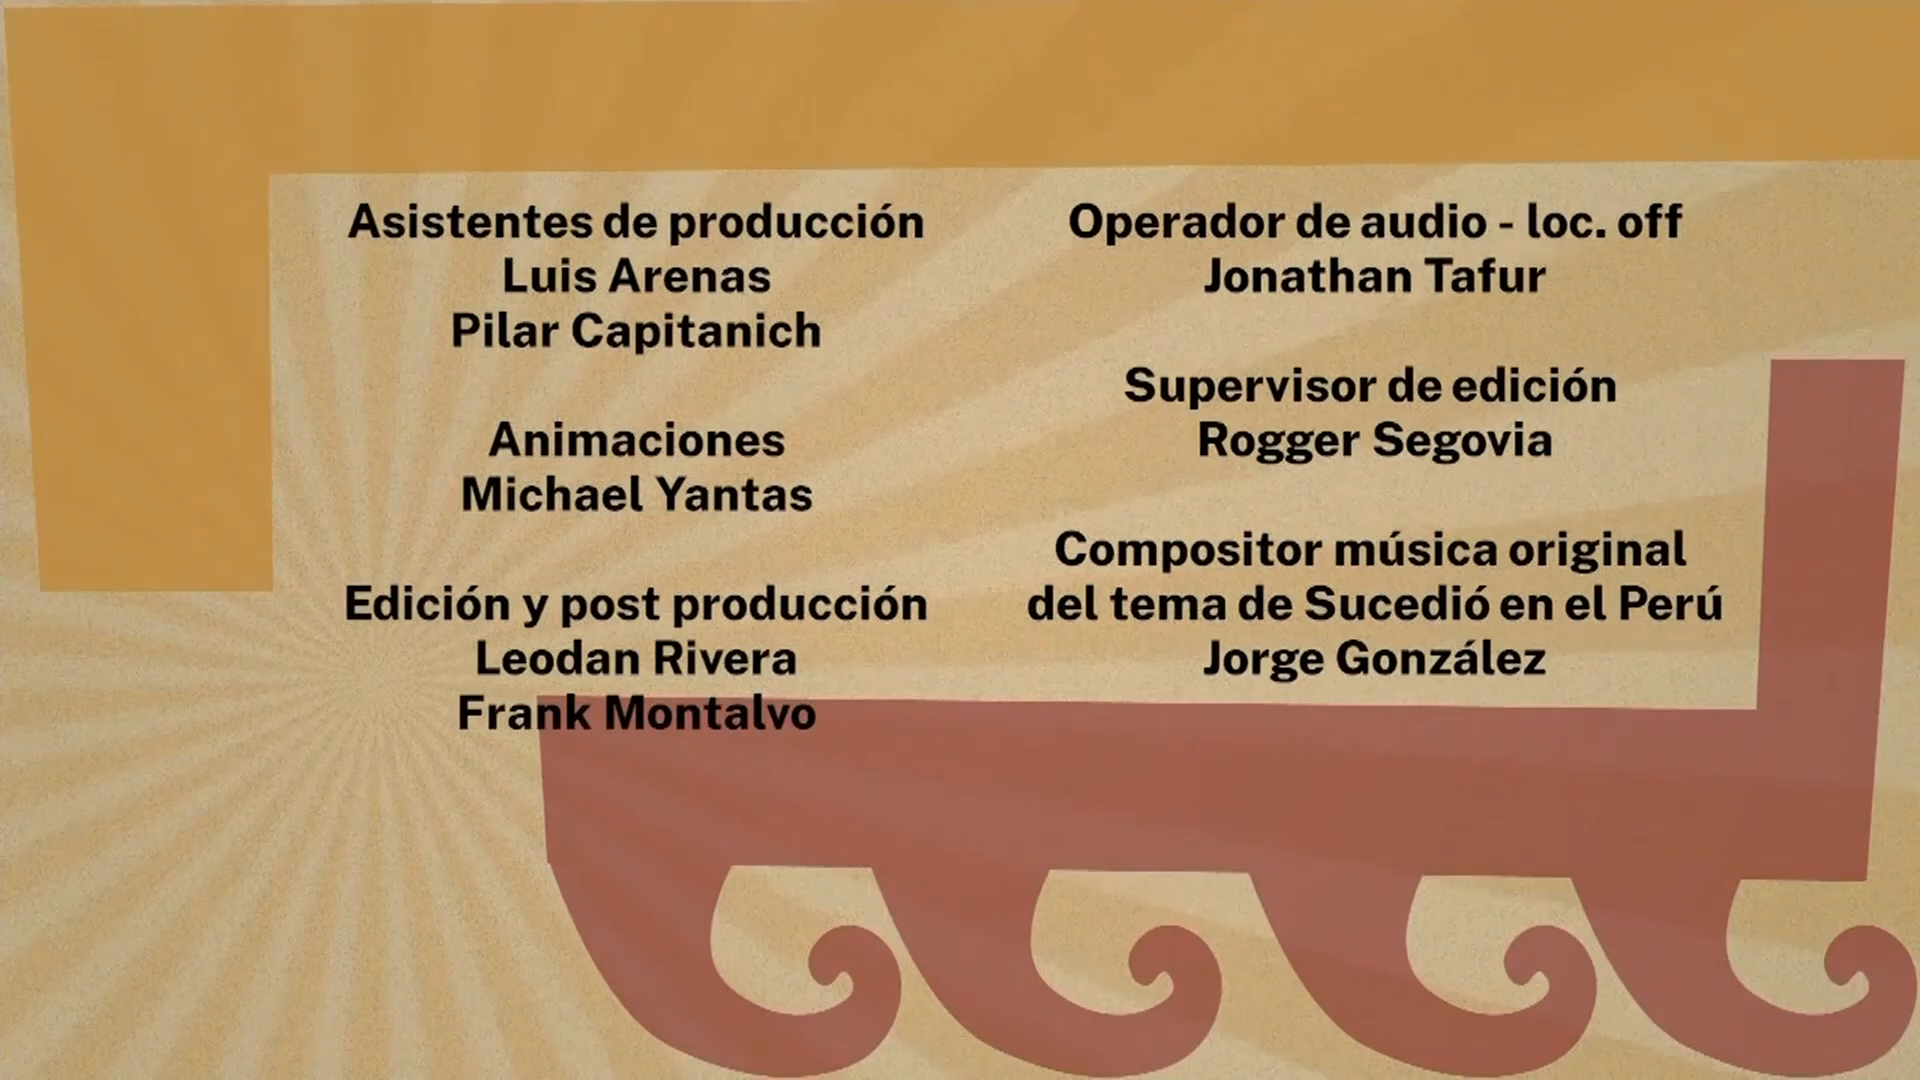 Asistentes de producción
Luis Arenas
Pilar Capitanich
Animaciones
Michael Yantas
Edición y post producción
Leodan Rivera
Frank Montalvo
Operador de audio - loc. off
Jonathan Tafur
Supervisor de edición
Rogger Segovia
Compositor música original
del tema de Sucedió en el Perú
Jorge González